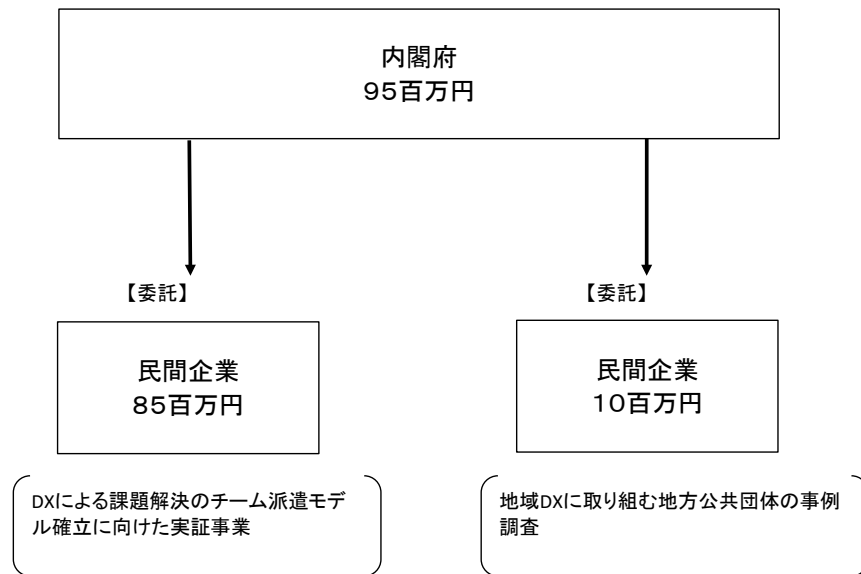 内閣府
95百万円
【委託】
【委託】
民間企業
85百万円
民間企業
10百万円
DXによる課題解決のチーム派遣モデ
ル確立に向けた実証事業
地域DXに取り組む地方公共団体の事例
調査